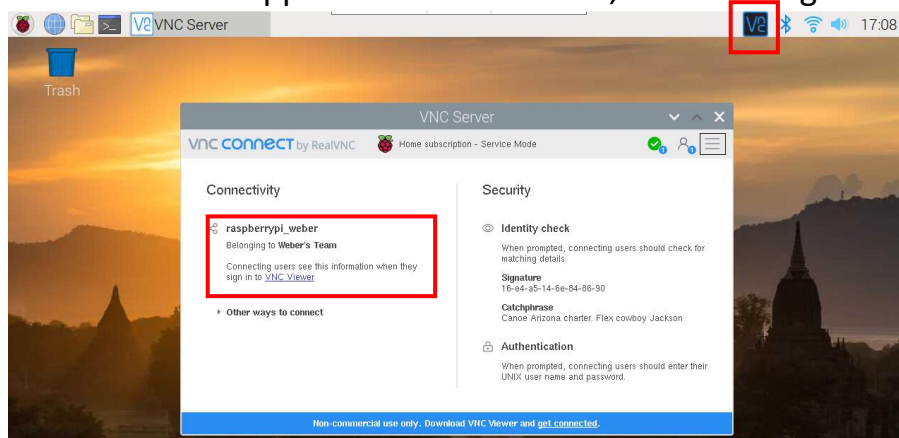 VNC Server
17:08
Trash
VNC Server
VNC CONNECT by RealVNC
Home subscription - Service Mode
Connectivity
raspberrypi_weber
Belonging to Weber's Team
Connecting users see this information when they
sign in to VNC Viewer
Other ways to connect
Security
Identity check
When prompted, connecting users should check for
matching details
Signature
16-e4-a5-14-6e-84-86-90
Catchphrase
Canoe Arizona charter. Flex cowboy Jackson
Authentication
When prompted, connecting users should enter their
UNIX user name and password.
Non-commercial use only. Download VNC Viewer and get connected.